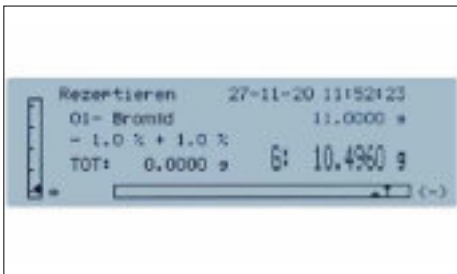 Rezeptieren 27-11-20 11:52:23
01- Bromid 11.0000 g
- 1.0 % + 1.0 %
TOT: 0.0000 g G: 10.4960 g
(-)